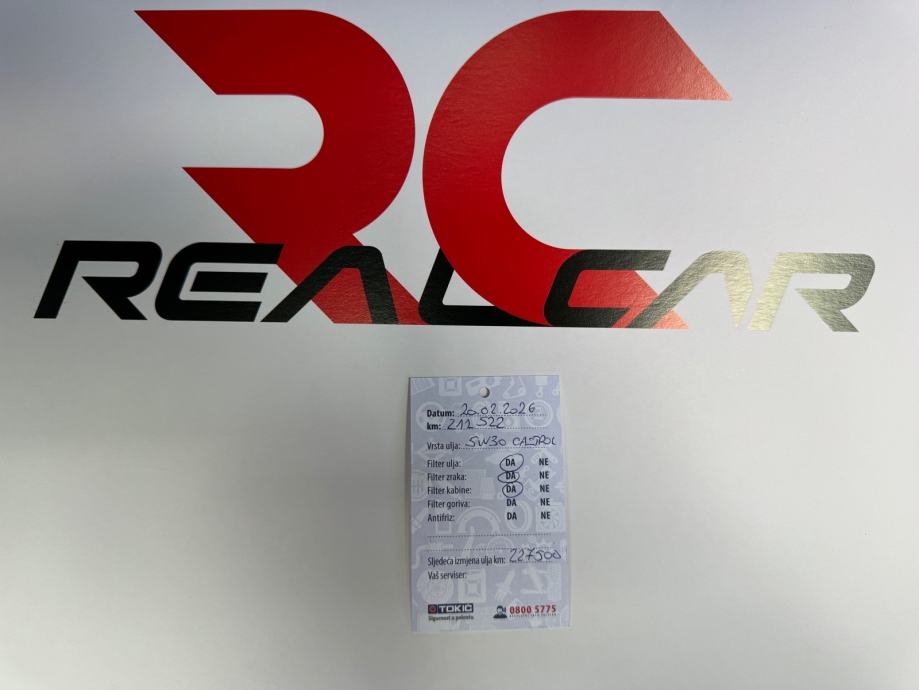 RC
REALCAR
Datum: 20.02.2026
km: 212 522
Vrsta ulja: 5W30 CASTROL
Filter ulja: DA NE
Filter zraka: DA NE
Filter kabine: DA NE
Filter goriva: DA NE
Antifriz: DA NE
Sljedeća izmjena ulja km: 227500
Vaš serviser:
TOKIĆ 0800 5775
Sigurnost u pokretu